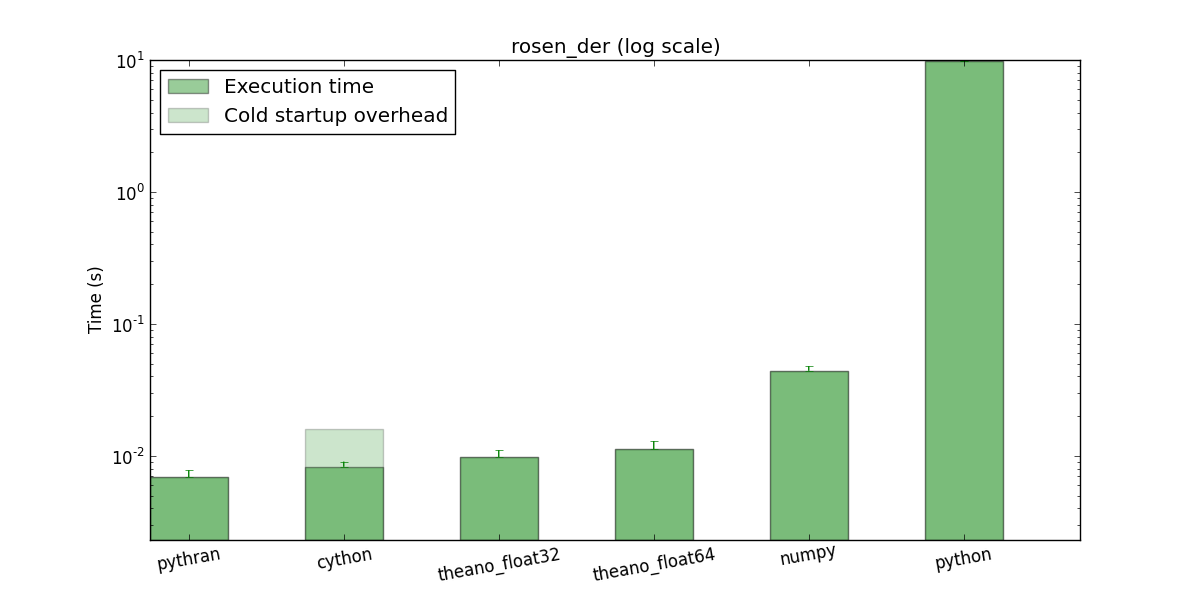 rosen_der (log scale)
Execution time
Cold startup overhead
Time (s)
10^1
10^0
10^-1
10^-2
pythran
cython
theano_float32
theano_float64
numpy
python